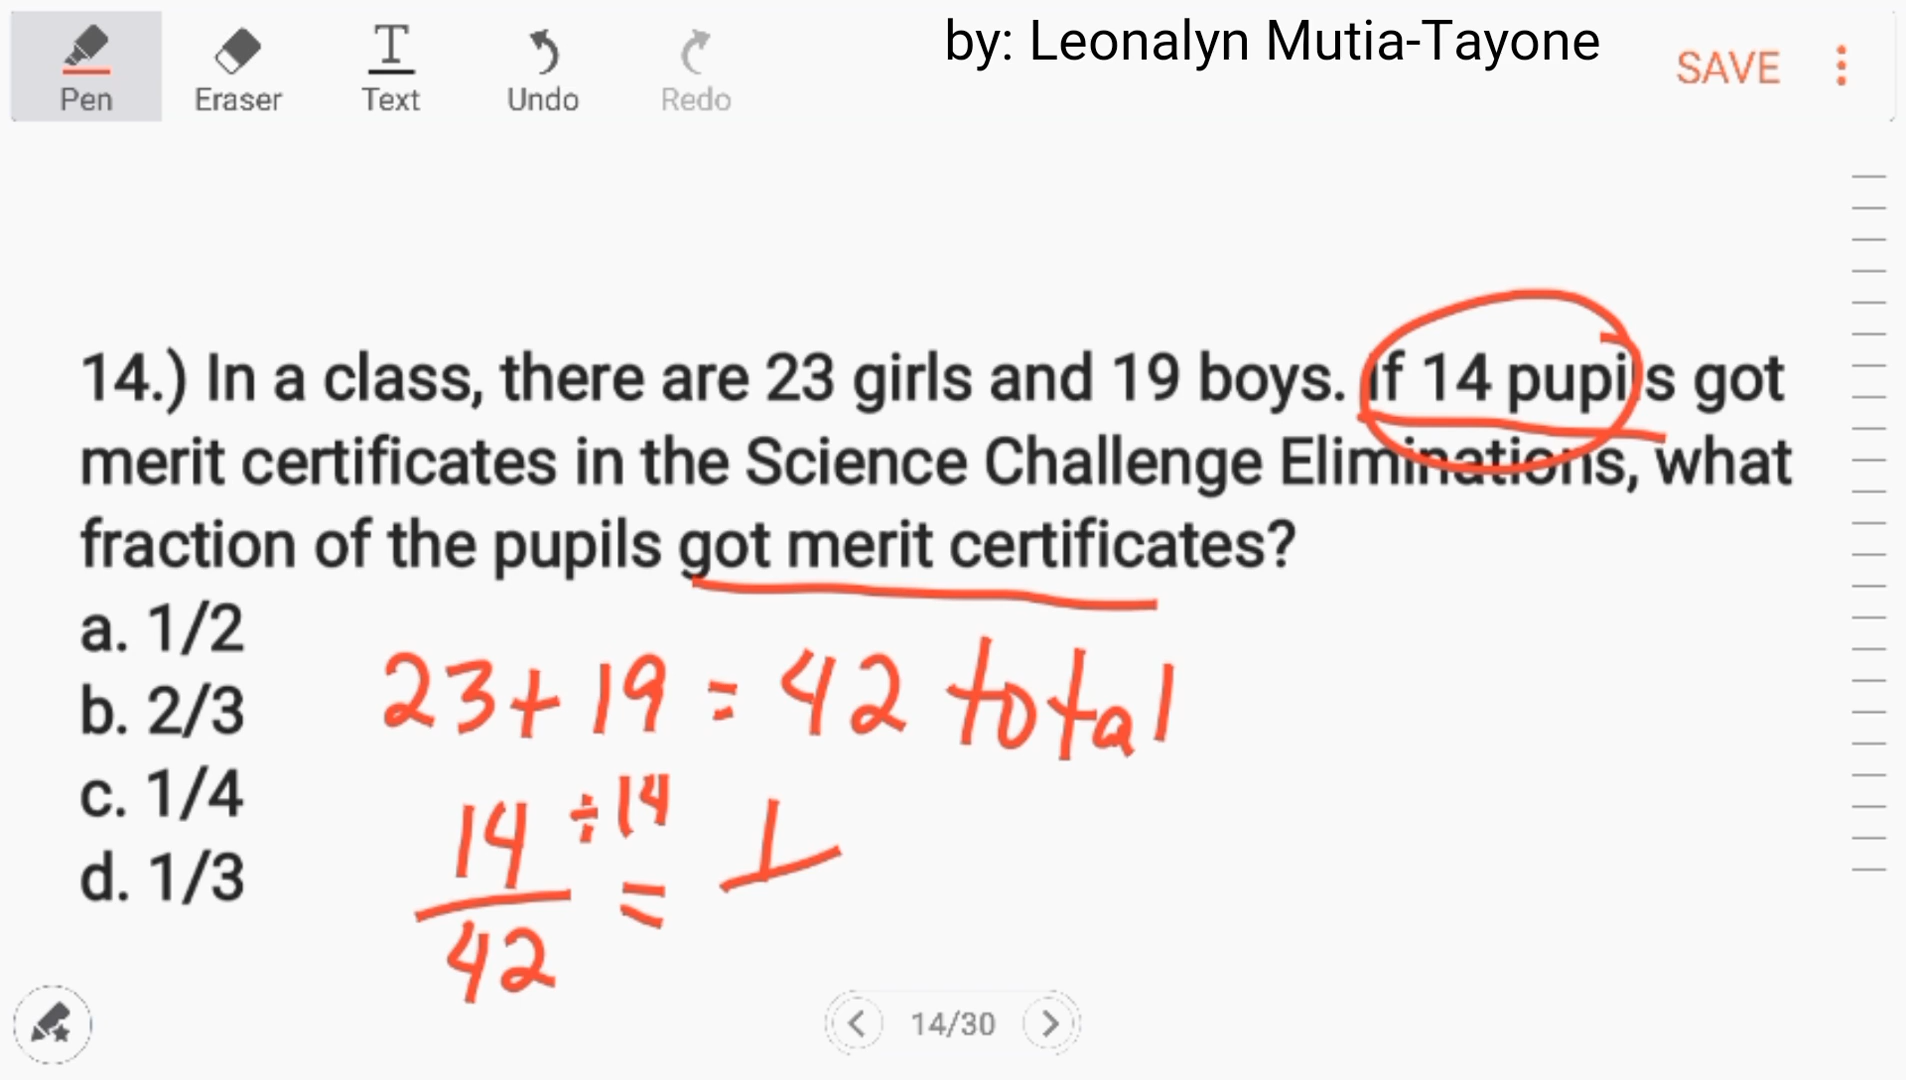 by: Leonalyn Mutia-Tayone
Pen Eraser Text Undo Redo SAVE
14.) In a class, there are 23 girls and 19 boys. If 14 pupils got
merit certificates in the Science Challenge Eliminations, what
fraction of the pupils got merit certificates?
a. 1/2
b. 2/3
c. 1/4
d. 1/3
23 + 19 = 42 total
14 ÷ 14
42 = 1
14/30